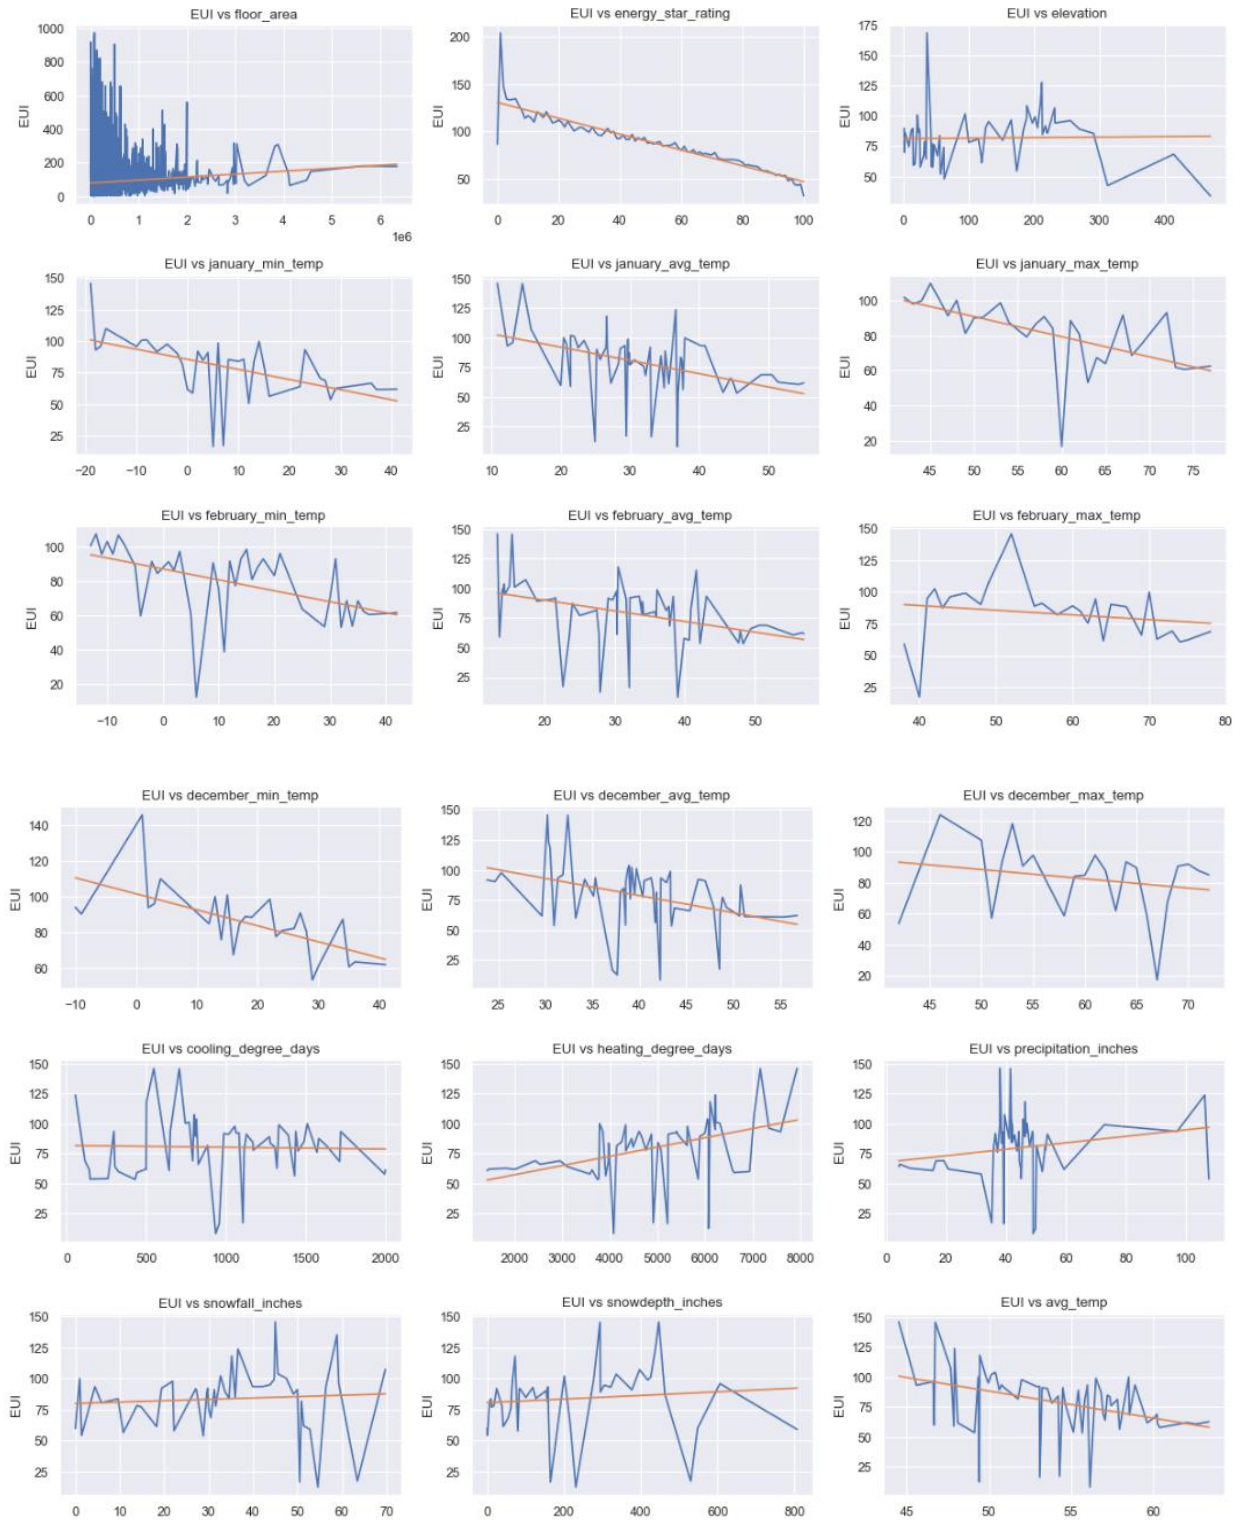 EUI vs floor_area
EUI vs energy_star_rating
EUI vs elevation
EUI
1000
800
600
400
200
0
0 1 2 3 4 5 6
1e6
200
150
100
50
0 20 40 60 80 100
175
150
125
100
75
50
0 100 200 300 400
EUI vs january_min_temp
EUI vs january_avg_temp
EUI vs january_max_temp
EUI
150
125
100
75
50
25
−20 −10 0 10 20 30 40
EUI
150
125
100
75
50
25
10 20 30 40 50
EUI
100
80
60
40
20
45 50 55 60 65 70 75
EUI vs february_min_temp
EUI vs february_avg_temp
EUI vs february_max_temp
EUI
100
80
60
40
20
−10 0 10 20 30 40
EUI
150
125
100
75
50
25
20 30 40 50
EUI
150
125
100
75
50
25
40 50 60 70 80
EUI vs december_min_temp
EUI vs december_avg_temp
EUI vs december_max_temp
EUI
140
120
100
80
60
−10 0 10 20 30 40
EUI
150
125
100
75
50
25
25 30 35 40 45 50 55
EUI
120
100
80
60
40
20
45 50 55 60 65 70
EUI vs cooling_degree_days
EUI vs heating_degree_days
EUI vs precipitation_inches
EUI
150
125
100
75
50
25
0 500 1000 1500 2000
EUI
150
125
100
75
50
25
2000 3000 4000 5000 6000 7000 8000
EUI
150
125
100
75
50
25
0 20 40 60 80 100
EUI vs snowfall_inches
EUI vs snowdepth_inches
EUI vs avg_temp
EUI
150
125
100
75
50
25
0 10 20 30 40 50 60 70
EUI
150
125
100
75
50
25
0 200 400 600 800
EUI
150
125
100
75
50
25
45 50 55 60